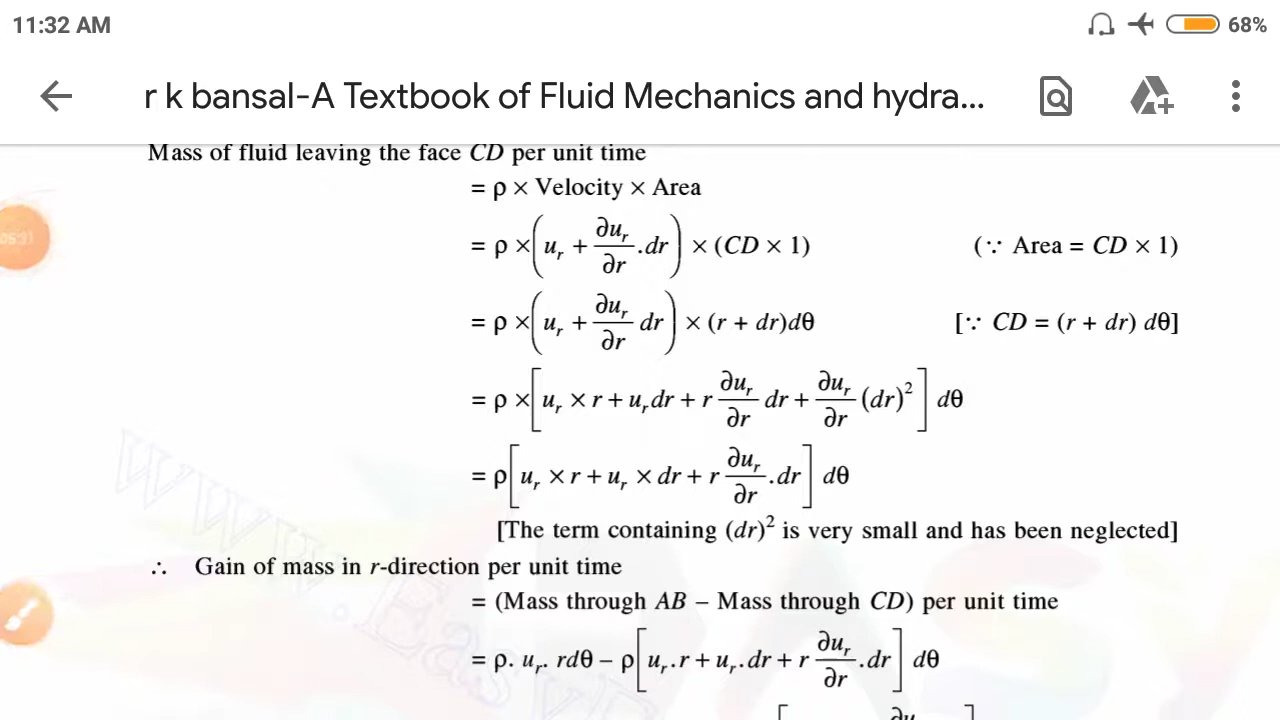 11:32 AM 68%
r k bansal-A Textbook of Fluid Mechanics and hydra...
Mass of fluid leaving the face CD per unit time
= ρ × Velocity × Area
= ρ × (u_r + ∂u_r/∂r .dr) × (CD × 1) (∵ Area = CD × 1)
= ρ × (u_r + ∂u_r/∂r dr) × (r + dr)dθ [∵ CD = (r + dr) dθ]
= ρ × [u_r × r + u_r dr + r ∂u_r/∂r dr + ∂u_r/∂r (dr)²] dθ
= ρ[u_r × r + u_r × dr + r ∂u_r/∂r .dr] dθ
[The term containing (dr)² is very small and has been neglected]
∴ Gain of mass in r-direction per unit time
= (Mass through AB – Mass through CD) per unit time
= ρ. u_r. rdθ – ρ[u_r.r + u_r.dr + r ∂u_r/∂r .dr] dθ